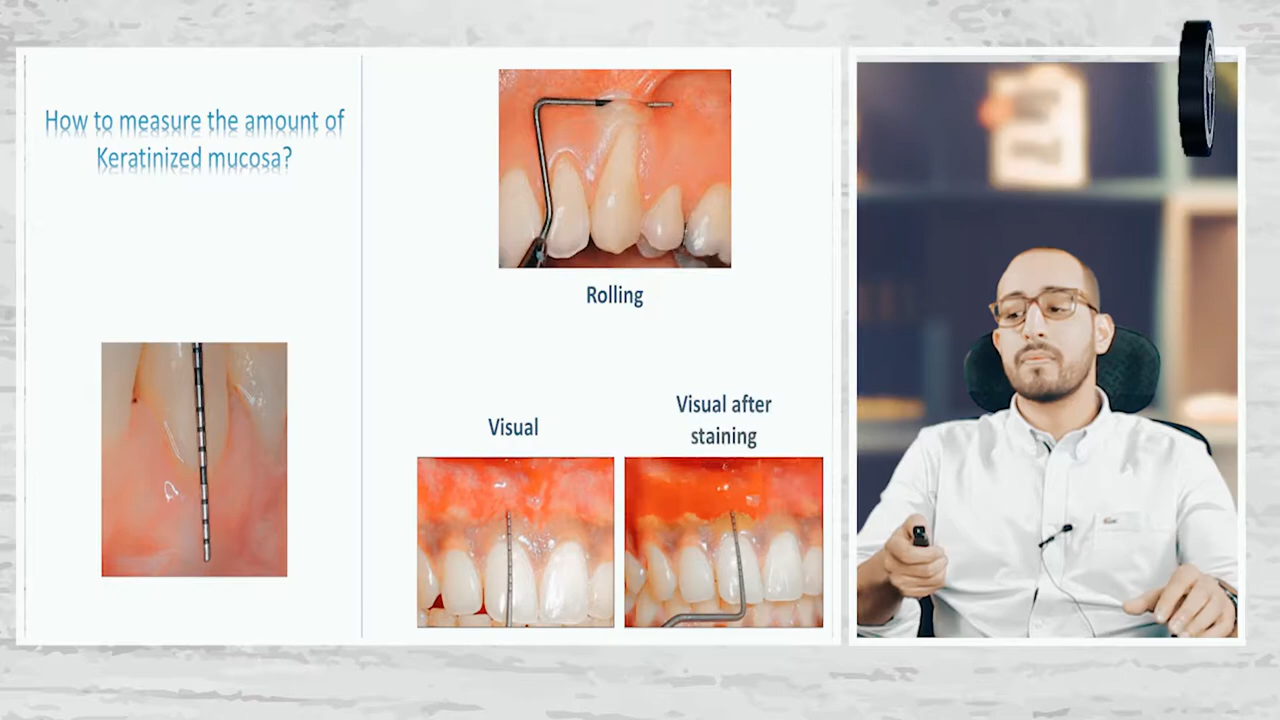 How to measure the amount of
Keratinized mucosa?
Rolling
Visual
Visual after
staining